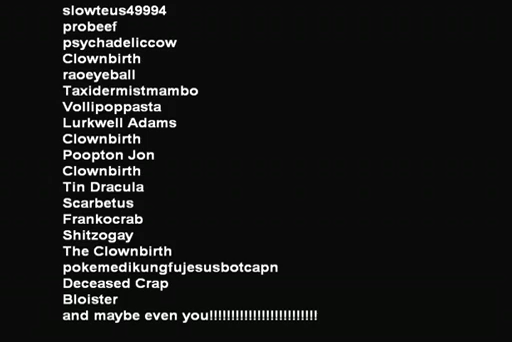 slowteus49994
probeef
psychadeliccow
Clownbirth
raoeyeball
Taxidermistmambo
Vollipoppasta
Lurkwell Adams
Clownbirth
Poopton Jon
Clownbirth
Tin Dracula
Scarbetus
Frankocrab
Shitzogay
The Clownbirth
pokemedikungfujesusbotcapn
Deceased Crap
Bloister
and maybe even you!!!!!!!!!!!!!!!!!!!!!!!!!